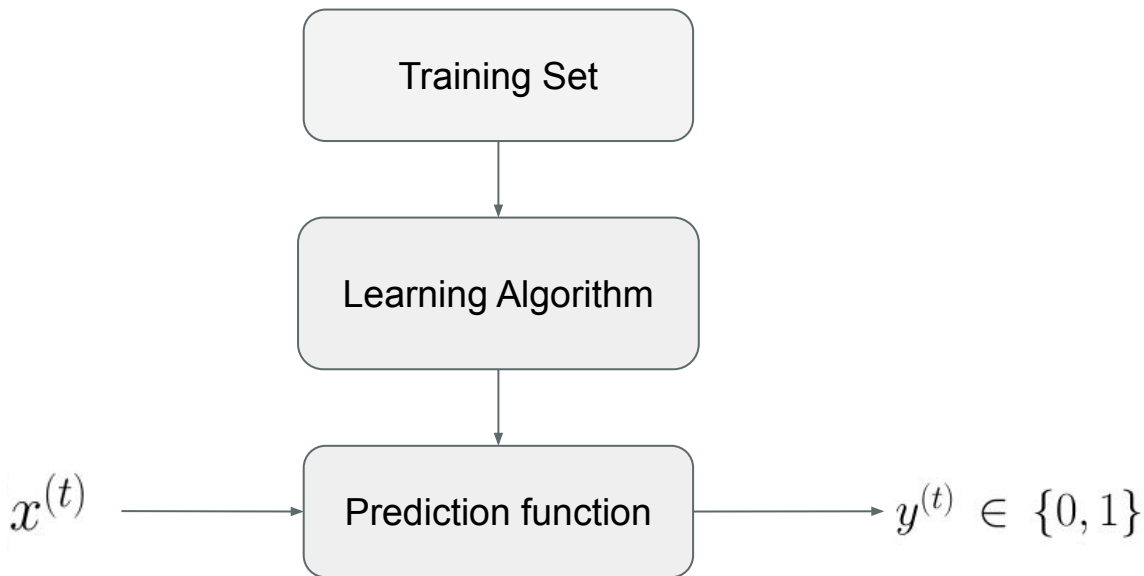 Training Set
Learning Algorithm
x^{(t)}
Prediction function
y^{(t)} ∈ {0, 1}